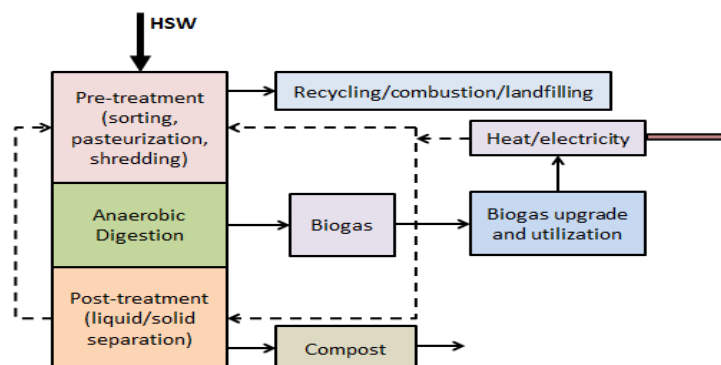 HSW
Pre-treatment
(sorting,
pasteurization,
shredding)
Recycling/combustion/landfilling
Heat/electricity
Anaerobic
Digestion
Biogas
Biogas upgrade
and utilization
Post-treatment
(liquid/solid
separation)
Compost